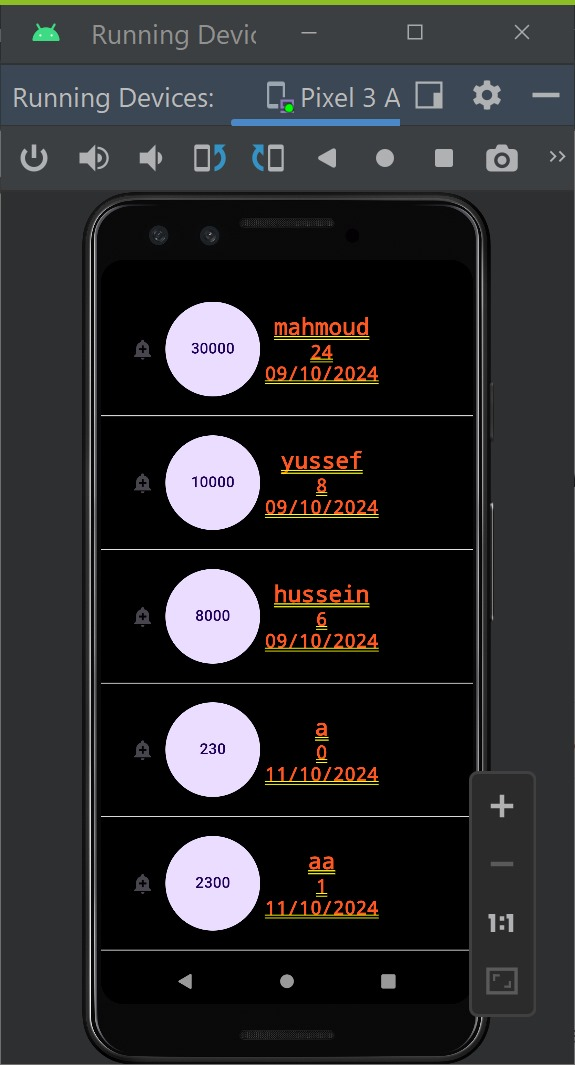 Running Devic
Running Devices:
Pixel 3 A
30000
mahmoud
24
09/10/2024
10000
yussef
8
09/10/2024
8000
hussein
6
09/10/2024
230
a
0
11/10/2024
2300
aa
1
11/10/2024
1:1